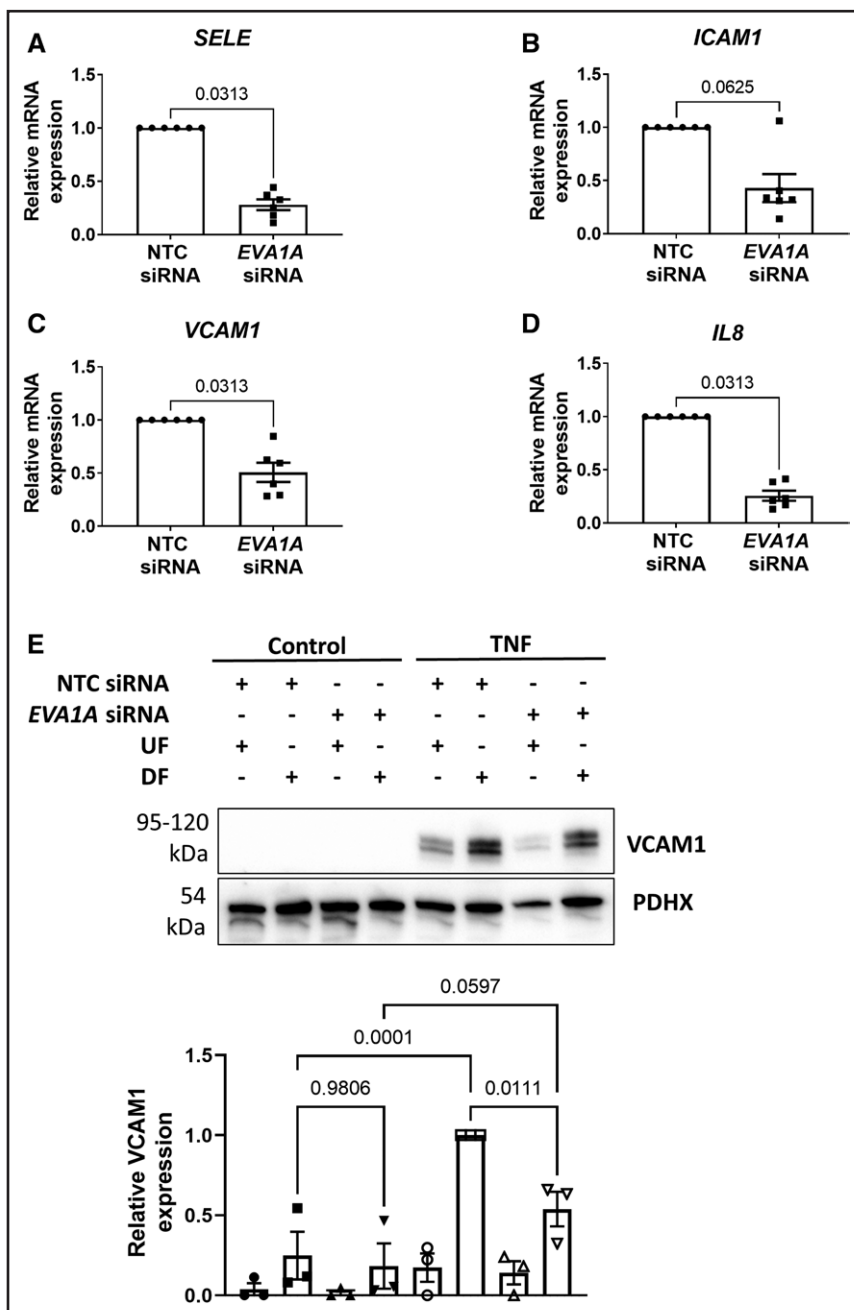 A
SELE
Relative mRNA
expression
1.5
1.0
0.5
0.0
0.0313
NTC
siRNA
EVA1A
siRNA
B
ICAM1
Relative mRNA
expression
1.5
1.0
0.5
0.0
0.0625
NTC
siRNA
EVA1A
siRNA
C
VCAM1
Relative mRNA
expression
1.5
1.0
0.5
0.0
0.0313
NTC
siRNA
EVA1A
siRNA
D
IL8
Relative mRNA
expression
1.5
1.0
0.5
0.0
0.0313
NTC
siRNA
EVA1A
siRNA
E
Control TNF
NTC siRNA + + - - + + - -
EVA1A siRNA - - + + - - + +
UF + - + - + - + -
DF - + - + - + - +
95-120
kDa
VCAM1
54
kDa
PDHX
Relative VCAM1
expression
1.5
1.0
0.5
0.0
0.0597
0.0001
0.9806
0.0111